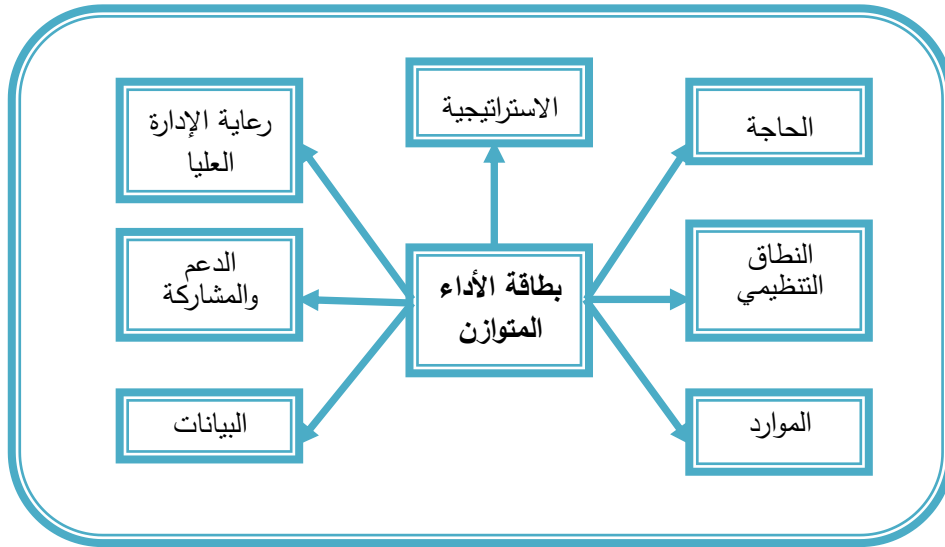 الحاجة
الاستراتيجية
رعاية الإدارة
العليا
النطاق
التنظيمي
بطاقة الأداء
المتوازن
الدعم
والمشاركة
الموارد
البيانات